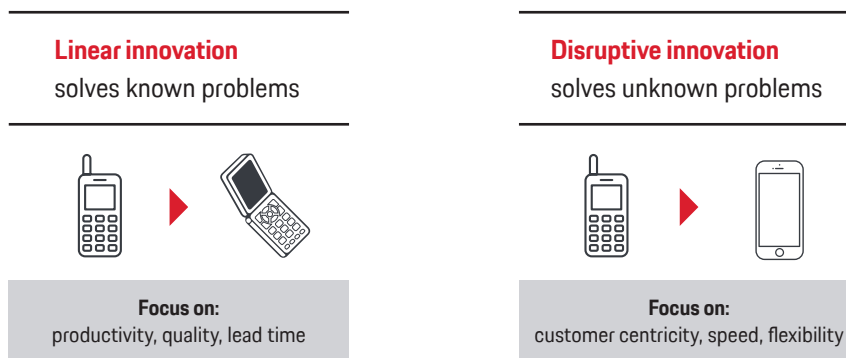 Linear innovation
solves known problems
Focus on:
productivity, quality, lead time
Disruptive innovation
solves unknown problems
Focus on:
customer centricity, speed, flexibility